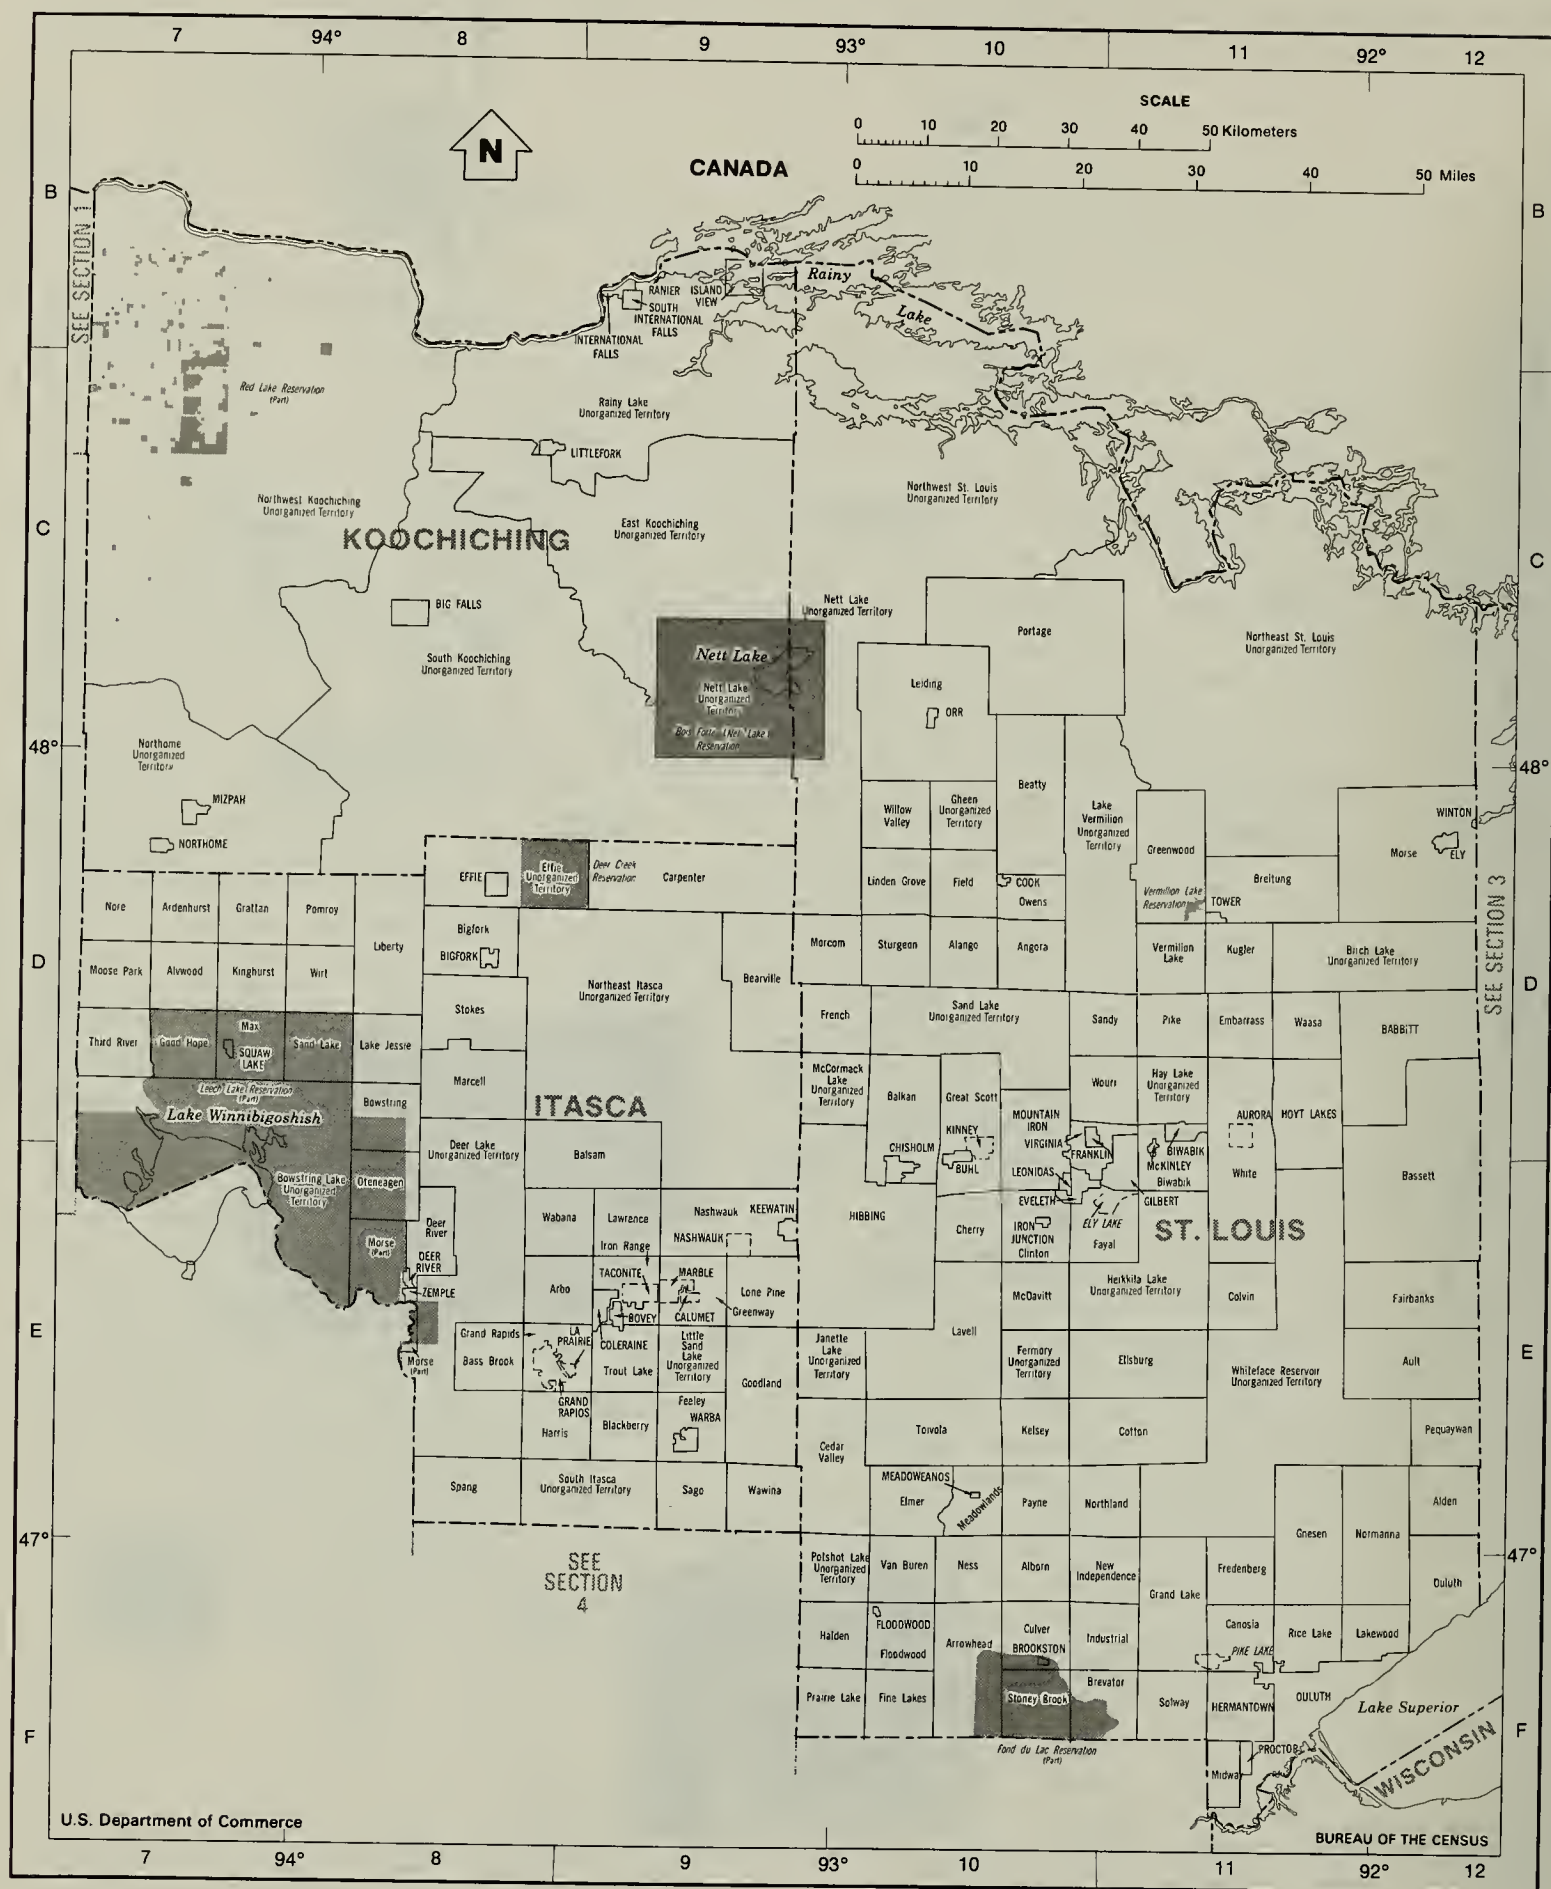 7 94° 8 9 93° 10 11 92° 12
SCALE
0 10 20 30 40 50 Kilometers
0 10 20 30 40 50 Miles
N
CANADA
B
B
SEE SECTION 1
Rainy
Lake
RANIER
ISLAND
VIEW
SOUTH
INTERNATIONAL
FALLS
INTERNATIONAL
FALLS
Red Lake Reservation
(Part)
Rainy Lake
Unorganized Territory
LITTLEFORK
Northwest Koochiching
Unorganized Territory
Northwest St. Louis
Unorganized Territory
C
KOOCHICHING
East Koochiching
Unorganized Territory
C
BIG FALLS
Nett Lake
Unorganized Territory
Portage
Northeast St. Louis
Unorganized Territory
South Koochiching
Unorganized Territory
Nett Lake
Nett Lake
Unorganized
Territory
Bois Forte (Nett Lake)
Reservation
Leiding
ORR
48°
Northome
Unorganized
Territory
48°
MIZPAH
NORTHOME
Beatty
Willow
Valley
Gheen
Unorganized
Territory
Lake
Vermilion
Unorganized
Territory
Greenwood
WINTON
Morse
ELY
EFFIE
Effie
Unorganized
Territory
Deer Creek
Reservation
Carpenter
Linden Grove
Field
COOK
Owens
Vermilion Lake
Reservation
TOWER
Breitung
SEE SECTION 3
Nore
Ardenhurst
Grattan
Pomroy
Liberty
Bigfork
BIGFORK
Morcom
Sturgeon
Alango
Angora
Vermilion
Lake
Kugler
Birch Lake
Unorganized Territory
D
Moose Park
Alvwood
Kinghurst
Wirt
Northeast Itasca
Unorganized Territory
Bearville
D
Stokes
French
Sand Lake
Unorganized Territory
Sandy
Pike
Embarrass
Waasa
BABBITT
Third River
Good Hope
Max
SQUAW
LAKE
Sand Lake
Lake Jessie
Marcell
McCormack
Lake
Unorganized
Territory
Balkan
Great Scott
Wouri
Hay Lake
Unorganized
Territory
Leech Lake Reservation
(Part)
Lake Winnibigoshish
Bowstring
ITASCA
KINNEY
MOUNTAIN
IRON
VIRGINIA
AURORA
HOYT LAKES
Deer Lake
Unorganized Territory
Balsam
CHISHOLM
BUHL
FRANKLIN
BIWABIK
McKINLEY
Biwabik
White
Bassett
LEONIDAS
EVELETH
GILBERT
Bowstring Lake
Unorganized
Territory
Oteneagen
Deer
River
Wabana
Lawrence
Nashwauk
KEEWATIN
HIBBING
Cherry
IRON
JUNCTION
Clinton
ELY LAKE
Fayal
ST. LOUIS
Iron Range
NASHWAUK
Morse
(Part)
DEER
RIVER
ZEMPLE
Arbo
TACONITE
MARBLE
Lone Pine
Greenway
McDavitt
Heikkila Lake
Unorganized Territory
Colvin
Fairbanks
BOVEY
CALUMET
E
Grand Rapids
LA
PRAIRIE
COLERAINE
Little
Sand
Lake
Unorganized
Territory
Janette
Lake
Unorganized
Territory
Lavell
Fermory
Unorganized
Territory
Ellsburg
Whiteface Reservoir
Unorganized Territory
Ault
E
Morse
(Part)
Bass Brook
Trout Lake
Goodland
GRAND
RAPIDS
Harris
Blackberry
Feeley
WARBA
Cedar
Valley
Toivola
Kelsey
Cotton
Pequaywan
Spang
South Itasca
Unorganized Territory
Sago
Wawina
MEADOWLANDS
Elmer
Meadowlands
Payne
Northland
Alden
47°
SEE
SECTION
4
Gnesen
Normanna
47°
Potshot Lake
Unorganized
Territory
Van Buren
Ness
Alborn
New
Independence
Fredenberg
Duluth
Grand Lake
Halden
FLOODWOOD
Floodwood
Arrowhead
Culver
BROOKSTON
Industrial
Canosia
PIKE LAKE
Rice Lake
Lakewood
Prairie Lake
Fine Lakes
Stoney Brook
Brevator
Solway
HERMANTOWN
DULUTH
Lake Superior
F
F
Fond du Lac Reservation
(Part)
PROCTOR
Midway
WISCONSIN
U.S. Department of Commerce
BUREAU OF THE CENSUS
7 94° 8 9 93° 10 11 92° 12